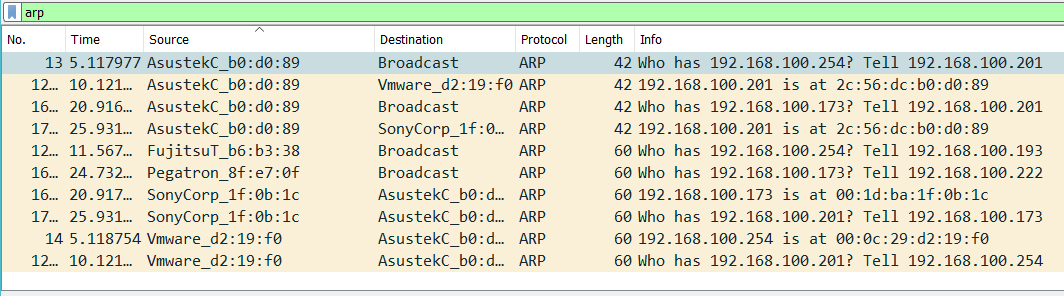 arp
No. Time Source Destination Protocol Length Info
13 5.117977 AsustekC_b0:d0:89 Broadcast ARP 42 Who has 192.168.100.254? Tell 192.168.100.201
12… 10.121… AsustekC_b0:d0:89 Vmware_d2:19:f0 ARP 42 192.168.100.201 is at 2c:56:dc:b0:d0:89
16… 20.916… AsustekC_b0:d0:89 Broadcast ARP 42 Who has 192.168.100.173? Tell 192.168.100.201
17… 25.931… AsustekC_b0:d0:89 SonyCorp_1f:0… ARP 42 192.168.100.201 is at 2c:56:dc:b0:d0:89
12… 11.567… FujitsuT_b6:b3:38 Broadcast ARP 60 Who has 192.168.100.254? Tell 192.168.100.193
16… 24.732… Pegatron_8f:e7:0f Broadcast ARP 60 Who has 192.168.100.173? Tell 192.168.100.222
16… 20.917… SonyCorp_1f:0b:1c AsustekC_b0:d… ARP 60 192.168.100.173 is at 00:1d:ba:1f:0b:1c
17… 25.931… SonyCorp_1f:0b:1c AsustekC_b0:d… ARP 60 Who has 192.168.100.201? Tell 192.168.100.173
14 5.118754 Vmware_d2:19:f0 AsustekC_b0:d… ARP 60 192.168.100.254 is at 00:0c:29:d2:19:f0
12… 10.121… Vmware_d2:19:f0 AsustekC_b0:d… ARP 60 Who has 192.168.100.201? Tell 192.168.100.254